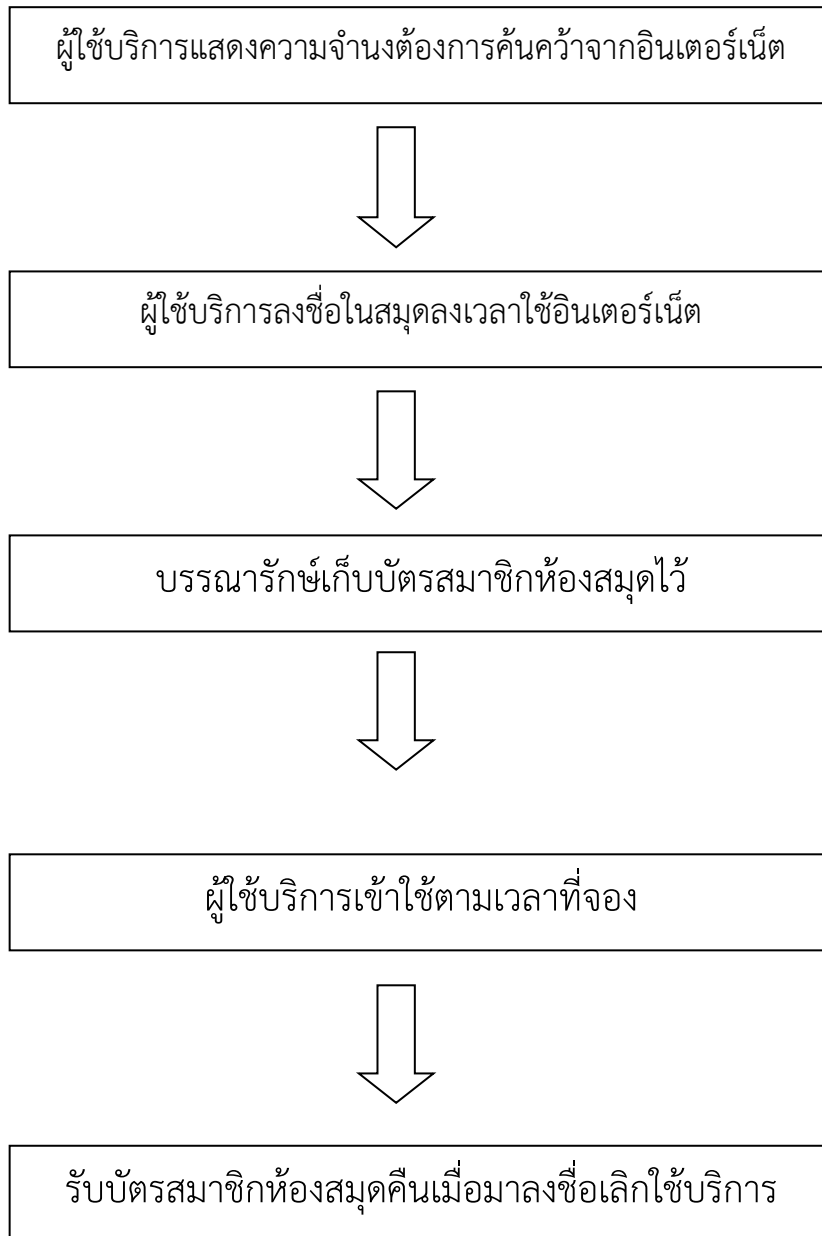 ผู้ใช้บริการแสดงความจำนงต้องการค้นคว้าจากอินเตอร์เน็ต
ผู้ใช้บริการลงชื่อในสมุดลงเวลาใช้อินเตอร์เน็ต
บรรณารักษ์เก็บบัตรสมาชิกห้องสมุดไว้
ผู้ใช้บริการเข้าใช้ตามเวลาที่จอง
รับบัตรสมาชิกห้องสมุดคืนเมื่อมาลงชื่อเลิกใช้บริการ